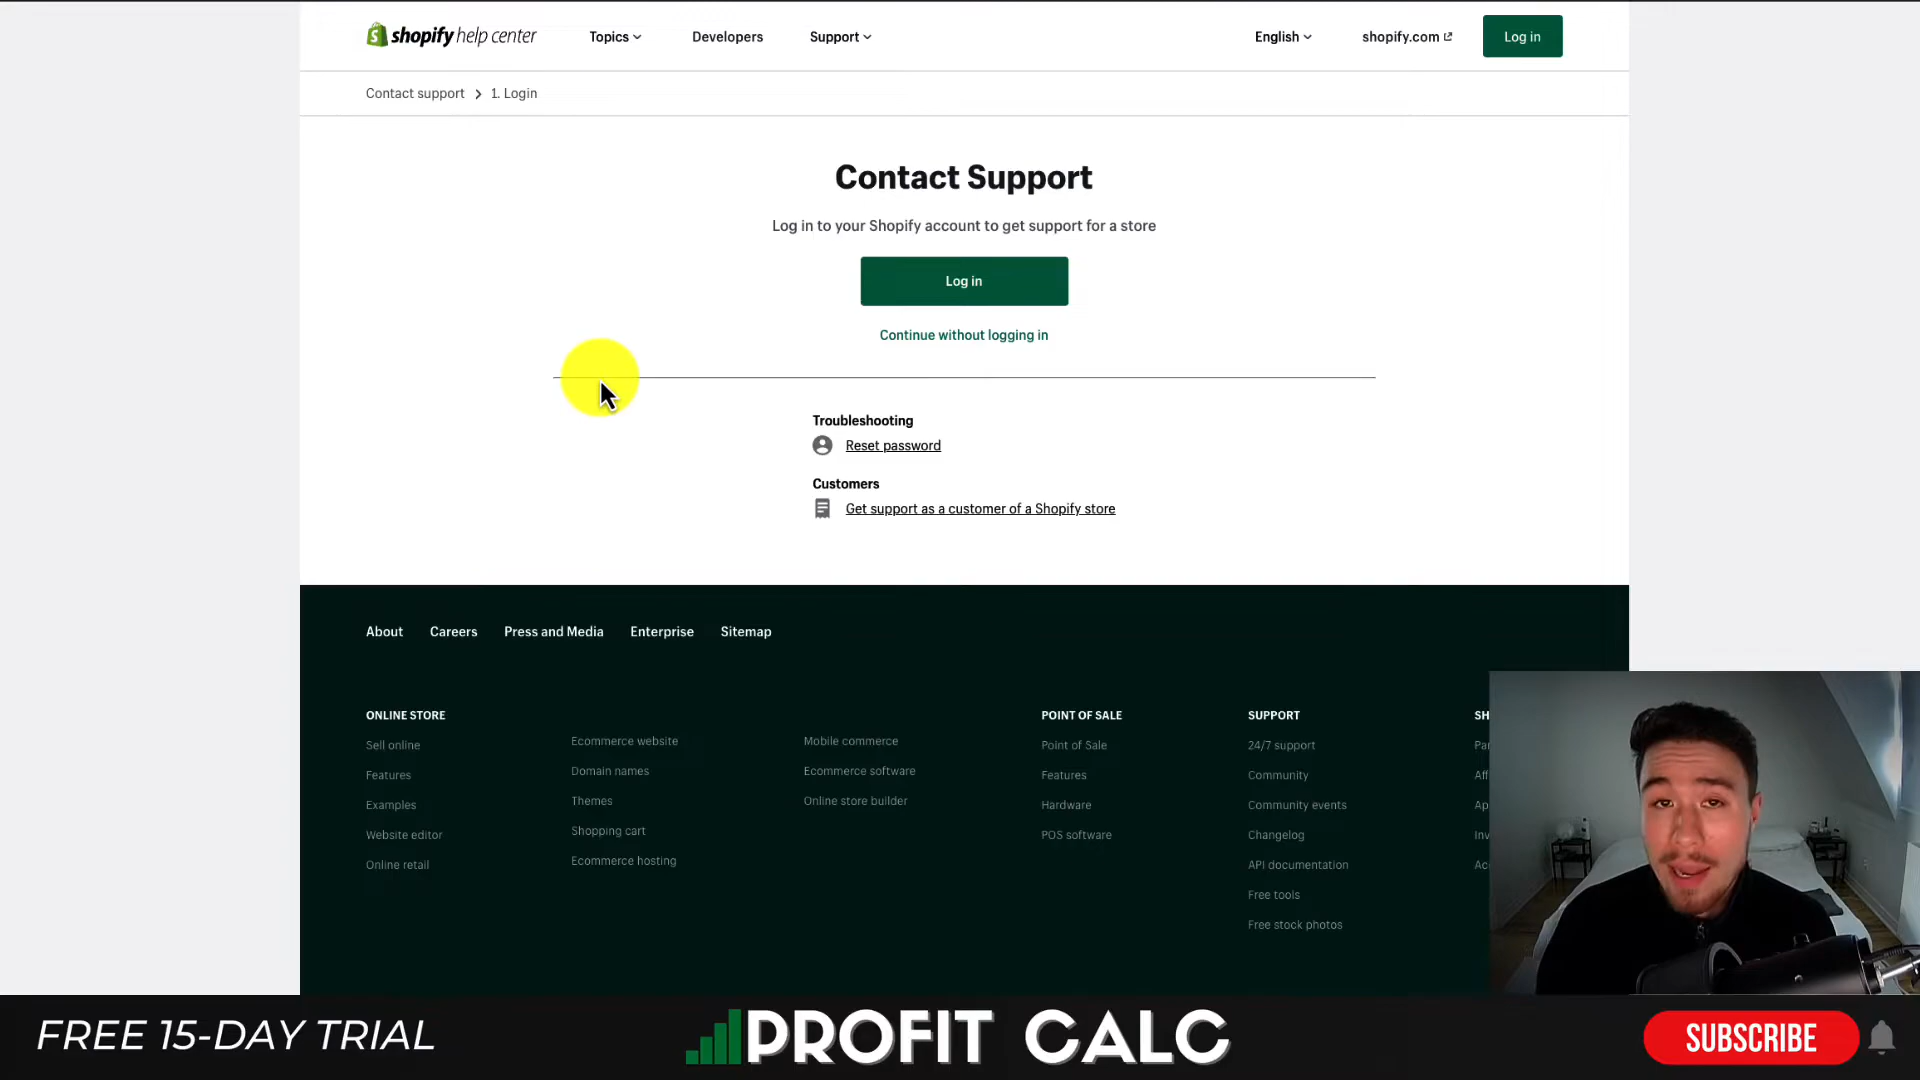 shopify help center
Topics
Developers
Support
English
shopify.com
Log in
Contact support > 1. Login
Contact Support
Log in to your Shopify account to get support for a store
Log in
Continue without logging in
Troubleshooting
Reset password
Customers
Get support as a customer of a Shopify store
About
Careers
Press and Media
Enterprise
Sitemap
ONLINE STORE
Sell online
Features
Examples
Website editor
Online retail
Ecommerce website
Domain names
Themes
Shopping cart
Ecommerce hosting
Mobile commerce
Ecommerce software
Online store builder
POINT OF SALE
Point of Sale
Features
Hardware
POS software
SUPPORT
24/7 support
Community
Community events
Changelog
API documentation
Free tools
Free stock photos
FREE 15-DAY TRIAL
PROFIT CALC
SUBSCRIBE